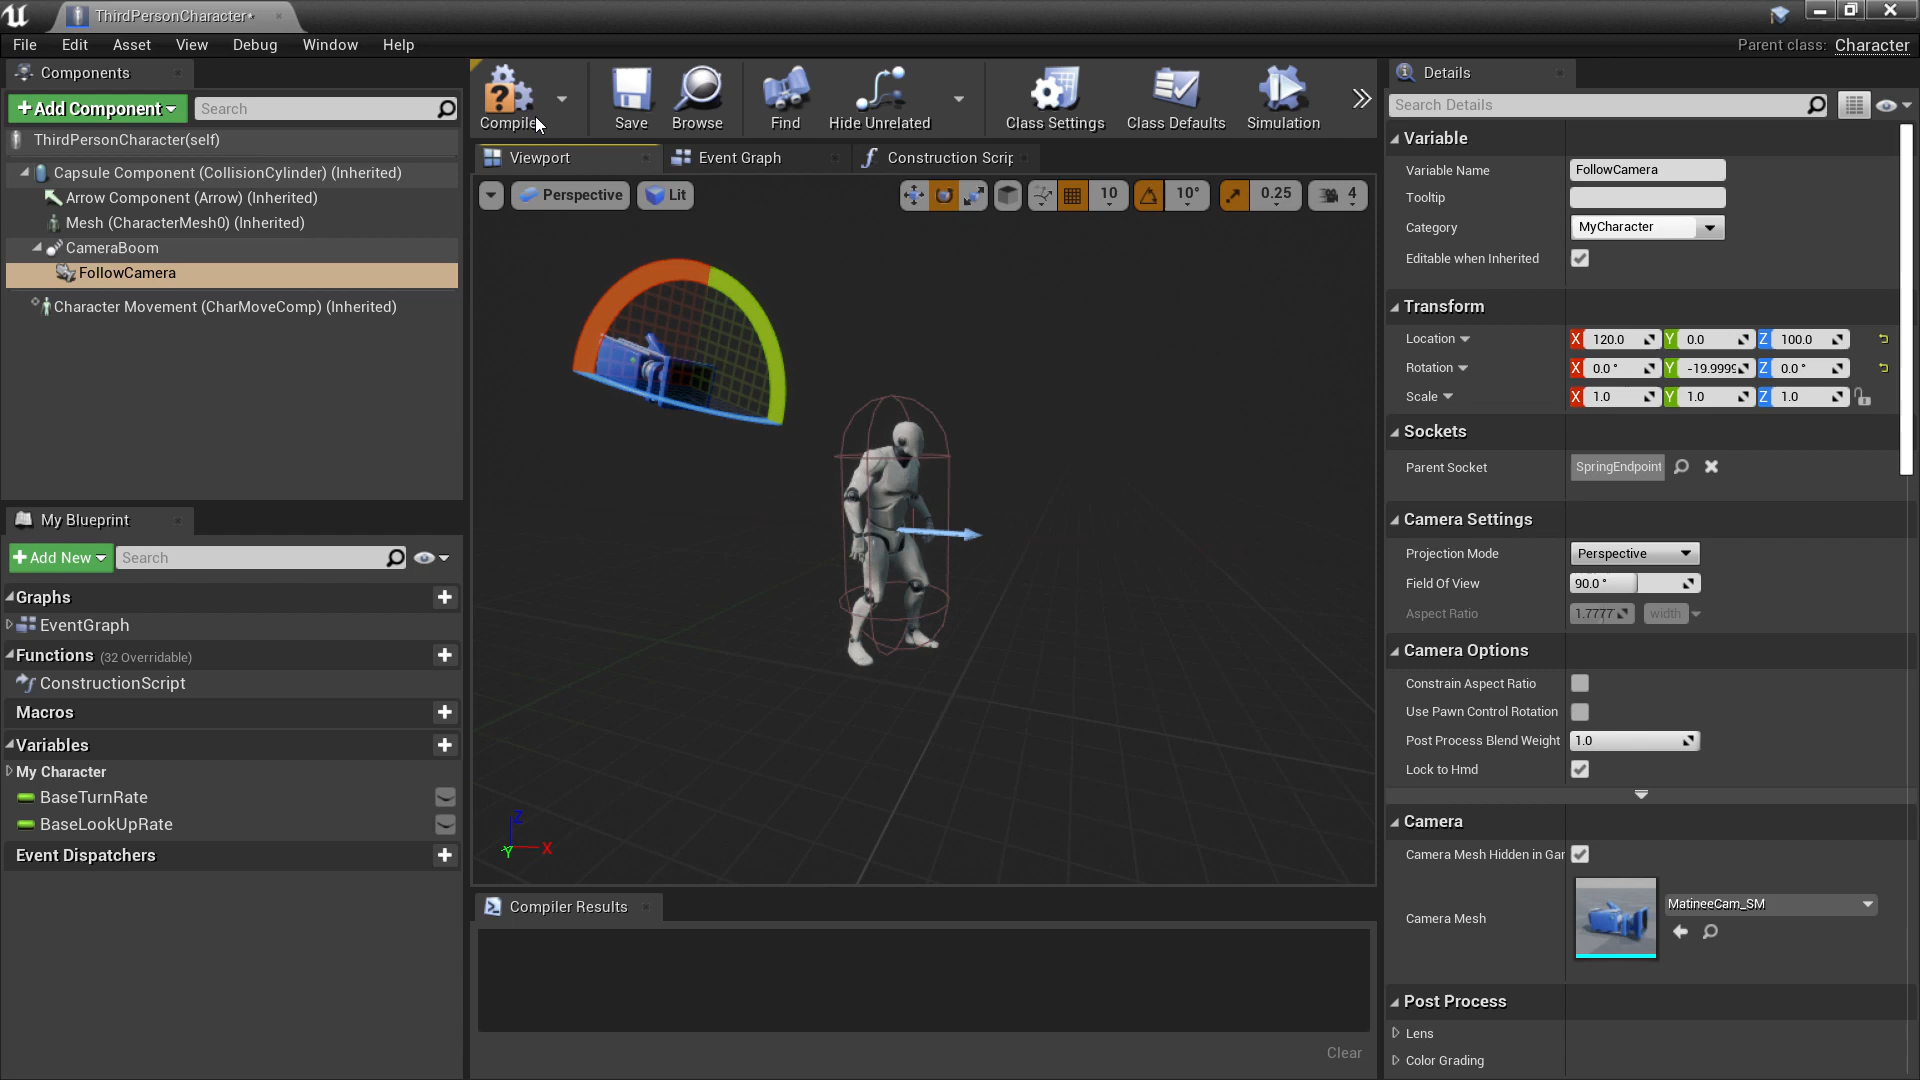 ThirdPersonCharacter*
File Edit Asset View Debug Window Help
Parent class: Character
Components
Add Component
Search
ThirdPersonCharacter(self)
Capsule Component (CollisionCylinder) (Inherited)
Arrow Component (Arrow) (Inherited)
Mesh (CharacterMesh0) (Inherited)
CameraBoom
FollowCamera
Character Movement (CharMoveComp) (Inherited)
My Blueprint
Add New
Search
Graphs
EventGraph
Functions (32 Overridable)
ConstructionScript
Macros
Variables
My Character
BaseTurnRate
BaseLookUpRate
Event Dispatchers
Compile
Save
Browse
Find
Hide Unrelated
Class Settings
Class Defaults
Simulation
Viewport
Event Graph
Construction Scrip
Perspective
Lit
10
10°
0.25
4
Z
Y
X
Compiler Results
Clear
Details
Search Details
Variable
Variable Name FollowCamera
Tooltip
Category MyCharacter
Editable when Inherited
Transform
Location X 120.0 Y 0.0 Z 100.0
Rotation X 0.0 ° Y -19.9999 Z 0.0 °
Scale X 1.0 Y 1.0 Z 1.0
Sockets
Parent Socket SpringEndpoint
Camera Settings
Projection Mode Perspective
Field Of View 90.0 °
Aspect Ratio 1.7777 width
Camera Options
Constrain Aspect Ratio
Use Pawn Control Rotation
Post Process Blend Weight 1.0
Lock to Hmd
Camera
Camera Mesh Hidden in Gar
Camera Mesh MatineeCam_SM
Post Process
Lens
Color Grading